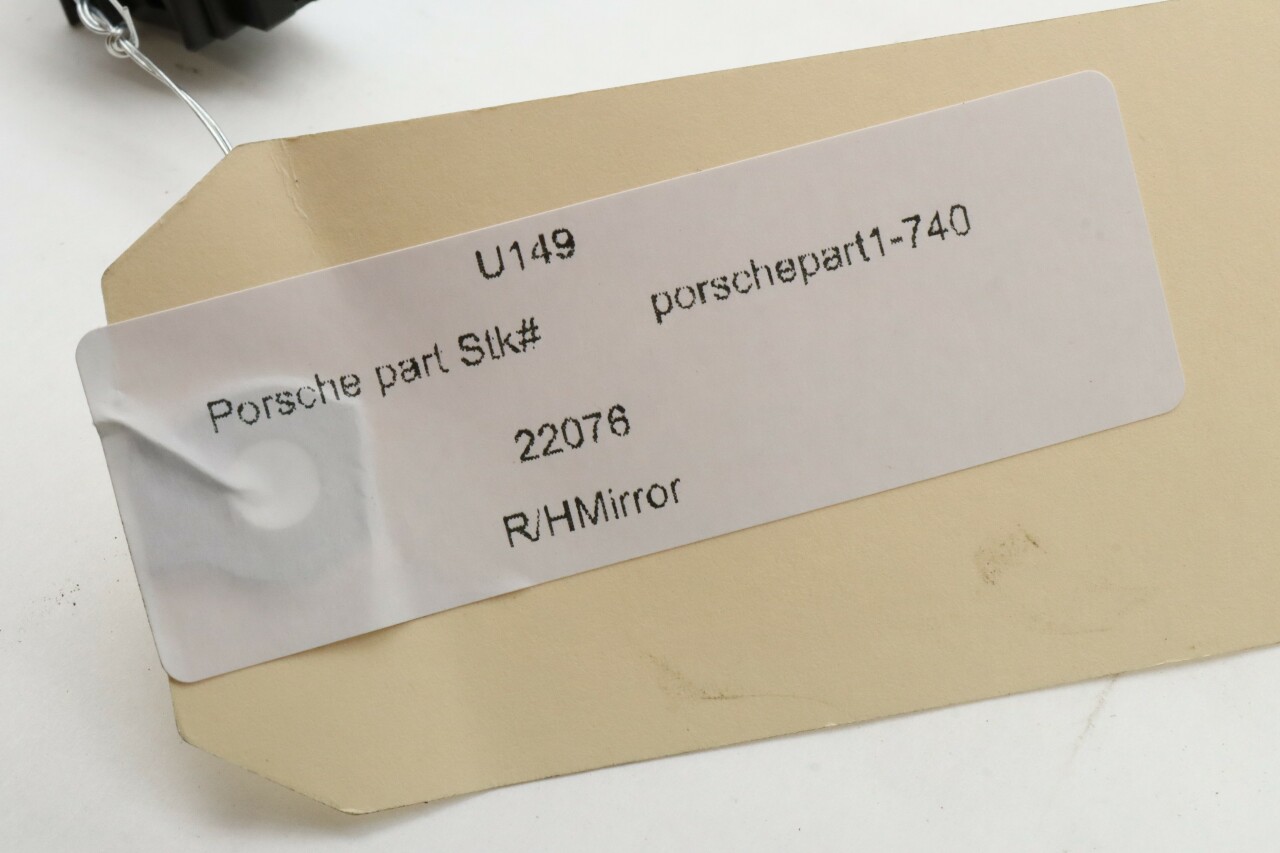 U149
Porsche part Stk# porschepart1-740
22076
R/HMirror